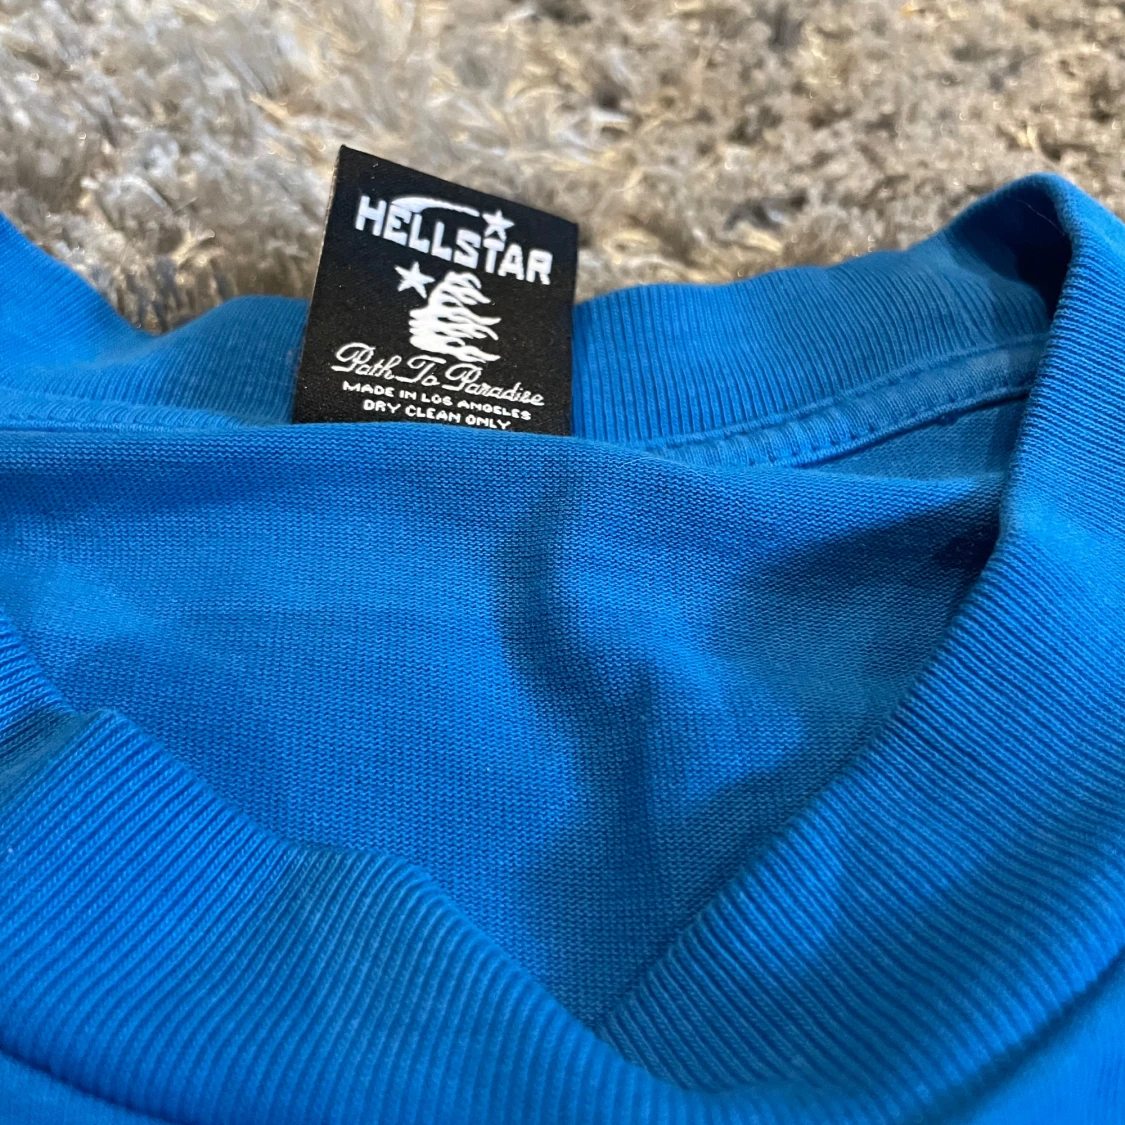 HELLSTAR
Path To Paradise
MADE IN LOS ANGELES
DRY CLEAN ONLY